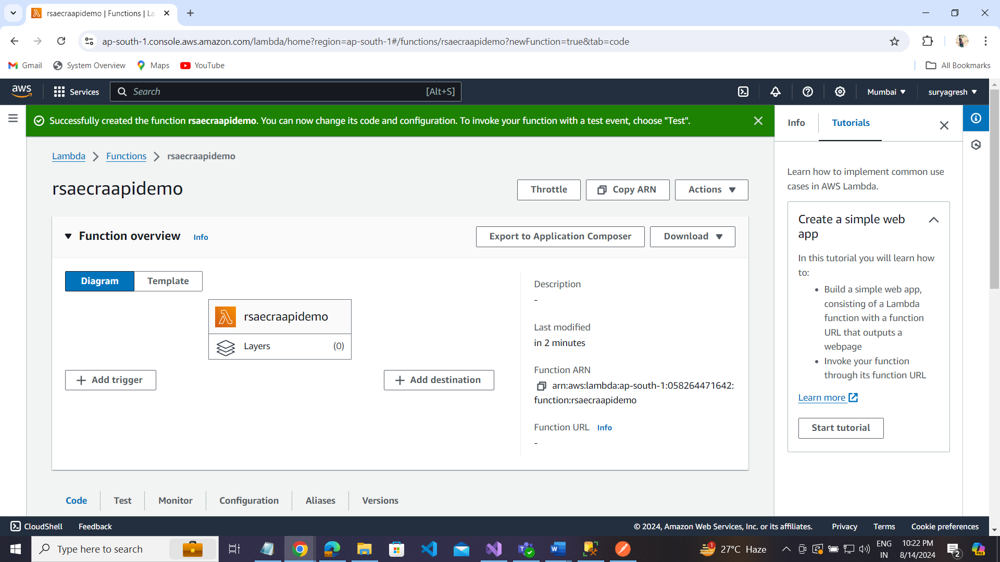 rsaecraapidemo | Functions | La
ap-south-1.console.aws.amazon.com/lambda/home?region=ap-south-1#/functions/rsaecraapidemo?newFunction=true&tab=code
Gmail System Overview Maps YouTube All Bookmarks
aws Services Search [Alt+S] Mumbai suryagresh
Successfully created the function rsaecraapidemo. You can now change its code and configuration. To invoke your function with a test event, choose "Test".
Info Tutorials
Lambda Functions rsaecraapidemo
rsaecraapidemo
Throttle Copy ARN Actions
Function overview Info
Export to Application Composer Download
Diagram Template
rsaecraapidemo
Layers (0)
Add trigger
Add destination
Description
-
Last modified
in 2 minutes
Function ARN
arn:aws:lambda:ap-south-1:058264471642:
function:rsaecraapidemo
Function URL Info
-
Code Test Monitor Configuration Aliases Versions
Learn how to implement common use
cases in AWS Lambda.
Create a simple web
app
In this tutorial you will learn how
to:
• Build a simple web app,
consisting of a Lambda
function with a function
URL that outputs a
webpage
• Invoke your function
through its function URL
Learn more
Start tutorial
CloudShell Feedback © 2024, Amazon Web Services, Inc. or its affiliates. Privacy Terms Cookie preferences
Type here to search
1
27°C Haze
ENG
IN
10:22 PM
8/14/2024
2
PRE